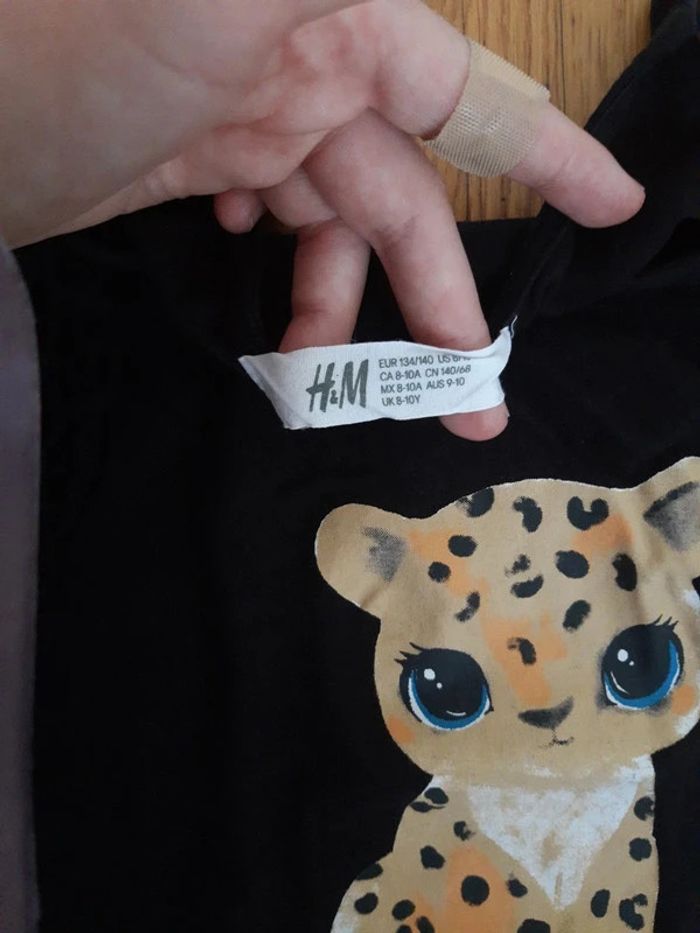 H&M
EUR 134/140 US
CA 8-10A CN 140/68
MX 8-10A AUS 9-10
UK 8-10Y